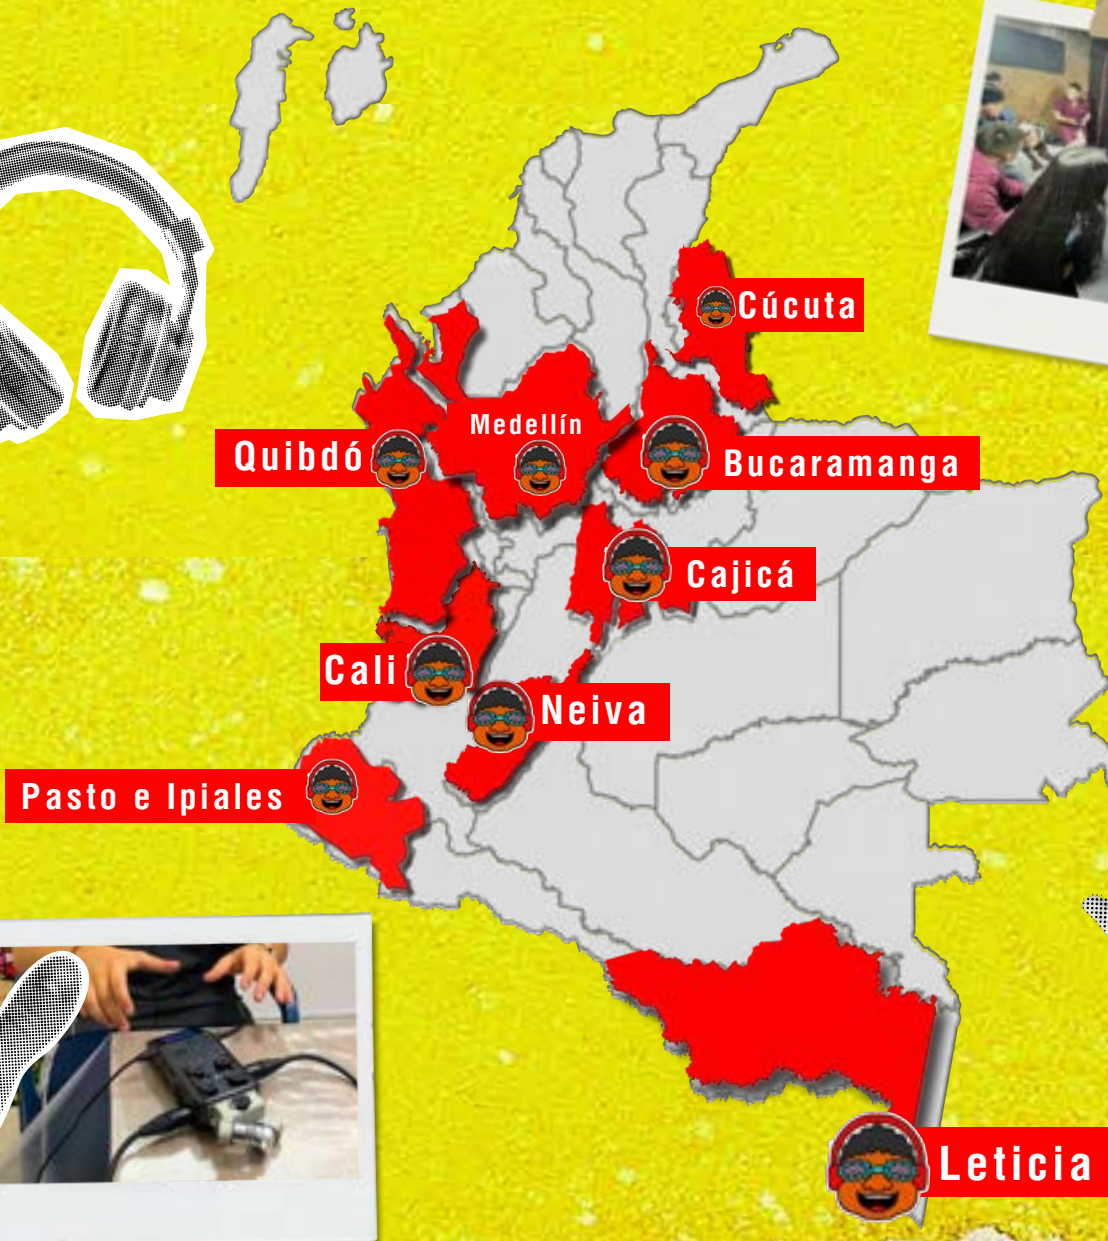 Cúcuta
Medellín
Quibdó
Bucaramanga
Cajicá
Cali
Neiva
Pasto e Ipiales
Leticia